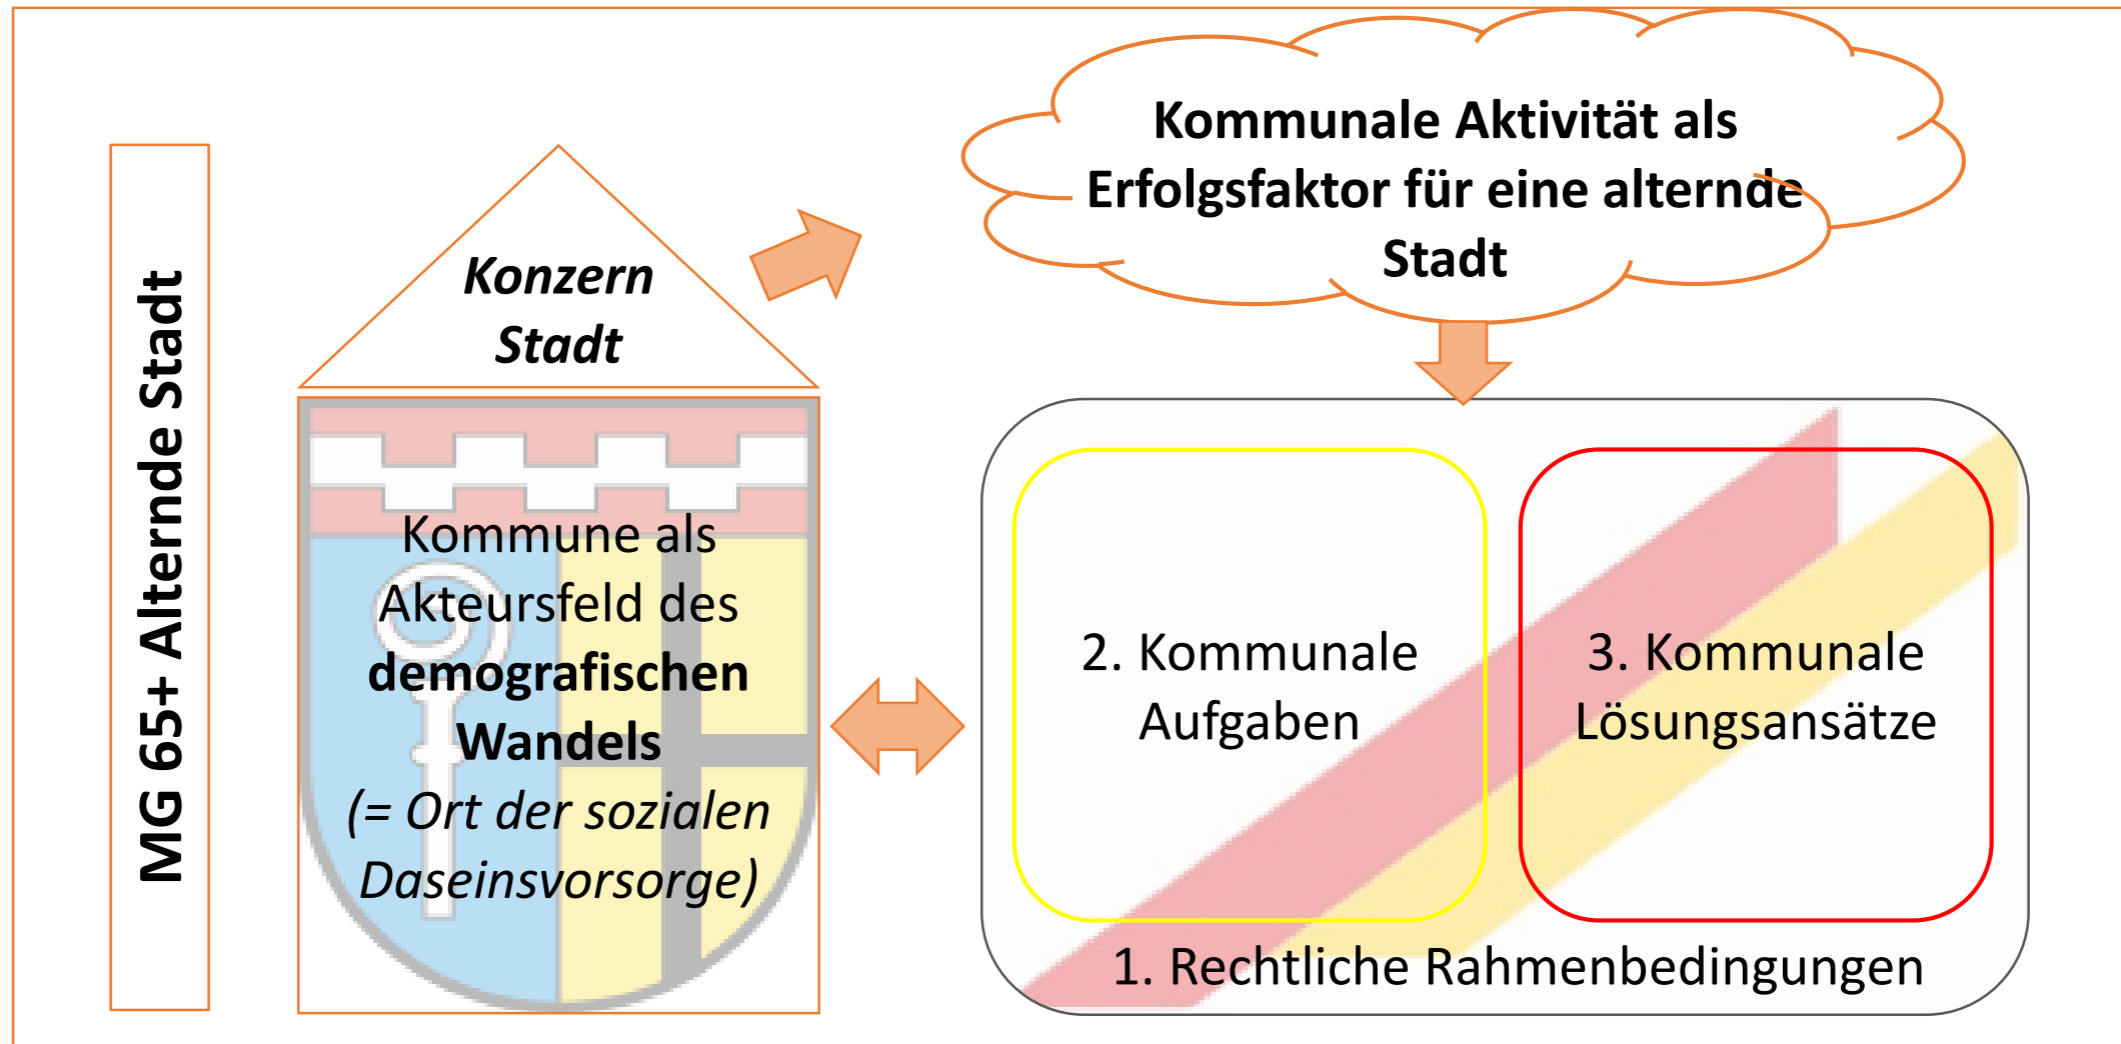 MG 65+ Alternde Stadt
Konzern
Stadt
Kommune als
Akteursfeld des
demografischen
Wandels
(= Ort der sozialen
Daseinsvorsorge)
Kommunale Aktivität als
Erfolgsfaktor für eine alternde
Stadt
2. Kommunale
Aufgaben
3. Kommunale
Lösungsansätze
1. Rechtliche Rahmenbedingungen